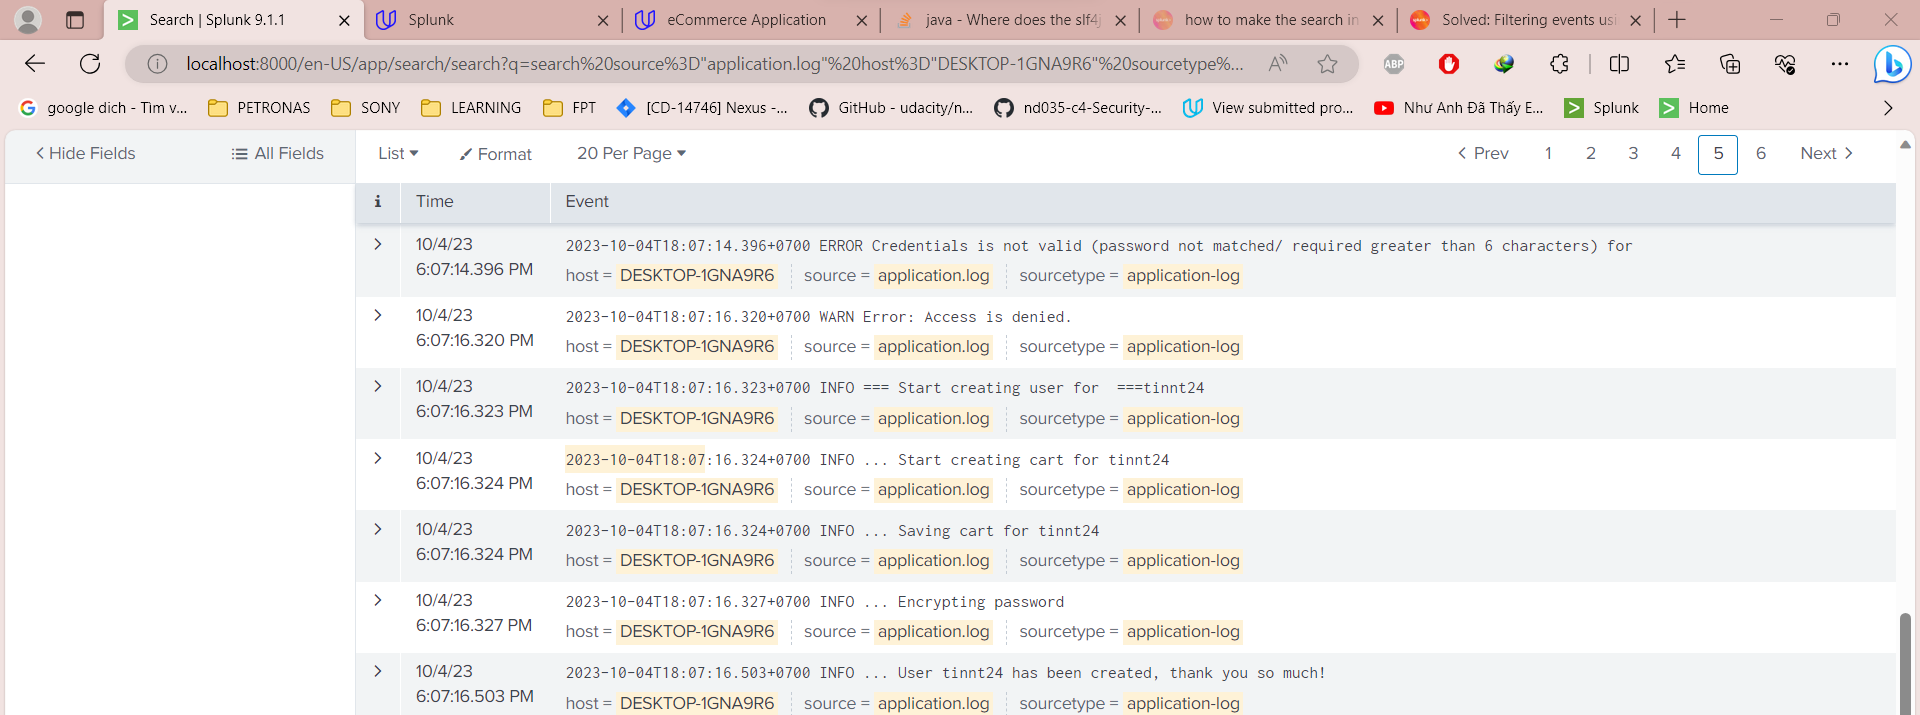 Search | Splunk 9.1.1
Splunk
eCommerce Application
java - Where does the slf4j
how to make the search in
Solved: Filtering events usi
localhost:8000/en-US/app/search/search?q=search%20source%3D"application.log"%20host%3D"DESKTOP-1GNA9R6"%20sourcetype%...
ABP
google dich - Tìm v...
PETRONAS
SONY
LEARNING
FPT
[CD-14746] Nexus -...
GitHub - udacity/n...
nd035-c4-Security-...
View submitted pro...
Như Anh Đã Thấy E...
Splunk
Home
Hide Fields
All Fields
List
Format
20 Per Page
Prev 1 2 3 4 5 6 Next
i Time Event
10/4/23
6:07:14.396 PM
2023-10-04T18:07:14.396+0700 ERROR Credentials is not valid (password not matched/ required greater than 6 characters) for
host = DESKTOP-1GNA9R6 source = application.log sourcetype = application-log
10/4/23
6:07:16.320 PM
2023-10-04T18:07:16.320+0700 WARN Error: Access is denied.
host = DESKTOP-1GNA9R6 source = application.log sourcetype = application-log
10/4/23
6:07:16.323 PM
2023-10-04T18:07:16.323+0700 INFO === Start creating user for  ===tinnt24
host = DESKTOP-1GNA9R6 source = application.log sourcetype = application-log
10/4/23
6:07:16.324 PM
2023-10-04T18:07:16.324+0700 INFO ... Start creating cart for tinnt24
host = DESKTOP-1GNA9R6 source = application.log sourcetype = application-log
10/4/23
6:07:16.324 PM
2023-10-04T18:07:16.324+0700 INFO ... Saving cart for tinnt24
host = DESKTOP-1GNA9R6 source = application.log sourcetype = application-log
10/4/23
6:07:16.327 PM
2023-10-04T18:07:16.327+0700 INFO ... Encrypting password
host = DESKTOP-1GNA9R6 source = application.log sourcetype = application-log
10/4/23
6:07:16.503 PM
2023-10-04T18:07:16.503+0700 INFO ... User tinnt24 has been created, thank you so much!
host = DESKTOP-1GNA9R6 source = application.log sourcetype = application-log